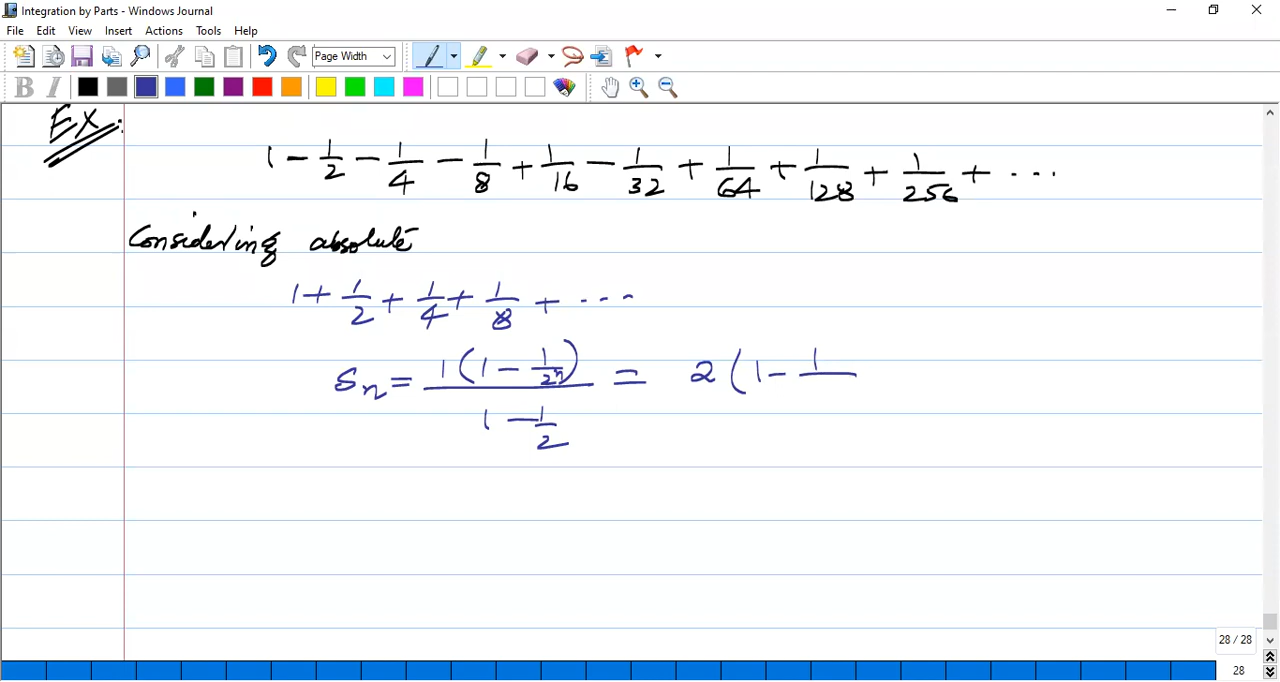 Integration by Parts - Windows Journal
File Edit View Insert Actions Tools Help
Page Width
B I
Ex:
1 - 1/2 - 1/4 - 1/8 + 1/16 - 1/32 + 1/64 + 1/128 + 1/256 + ...
Considering absolute
1 + 1/2 + 1/4 + 1/8 + ...
Sn = 1(1 - 1/2^n) / (1 - 1/2) = 2(1 - 1/
28 / 28
28